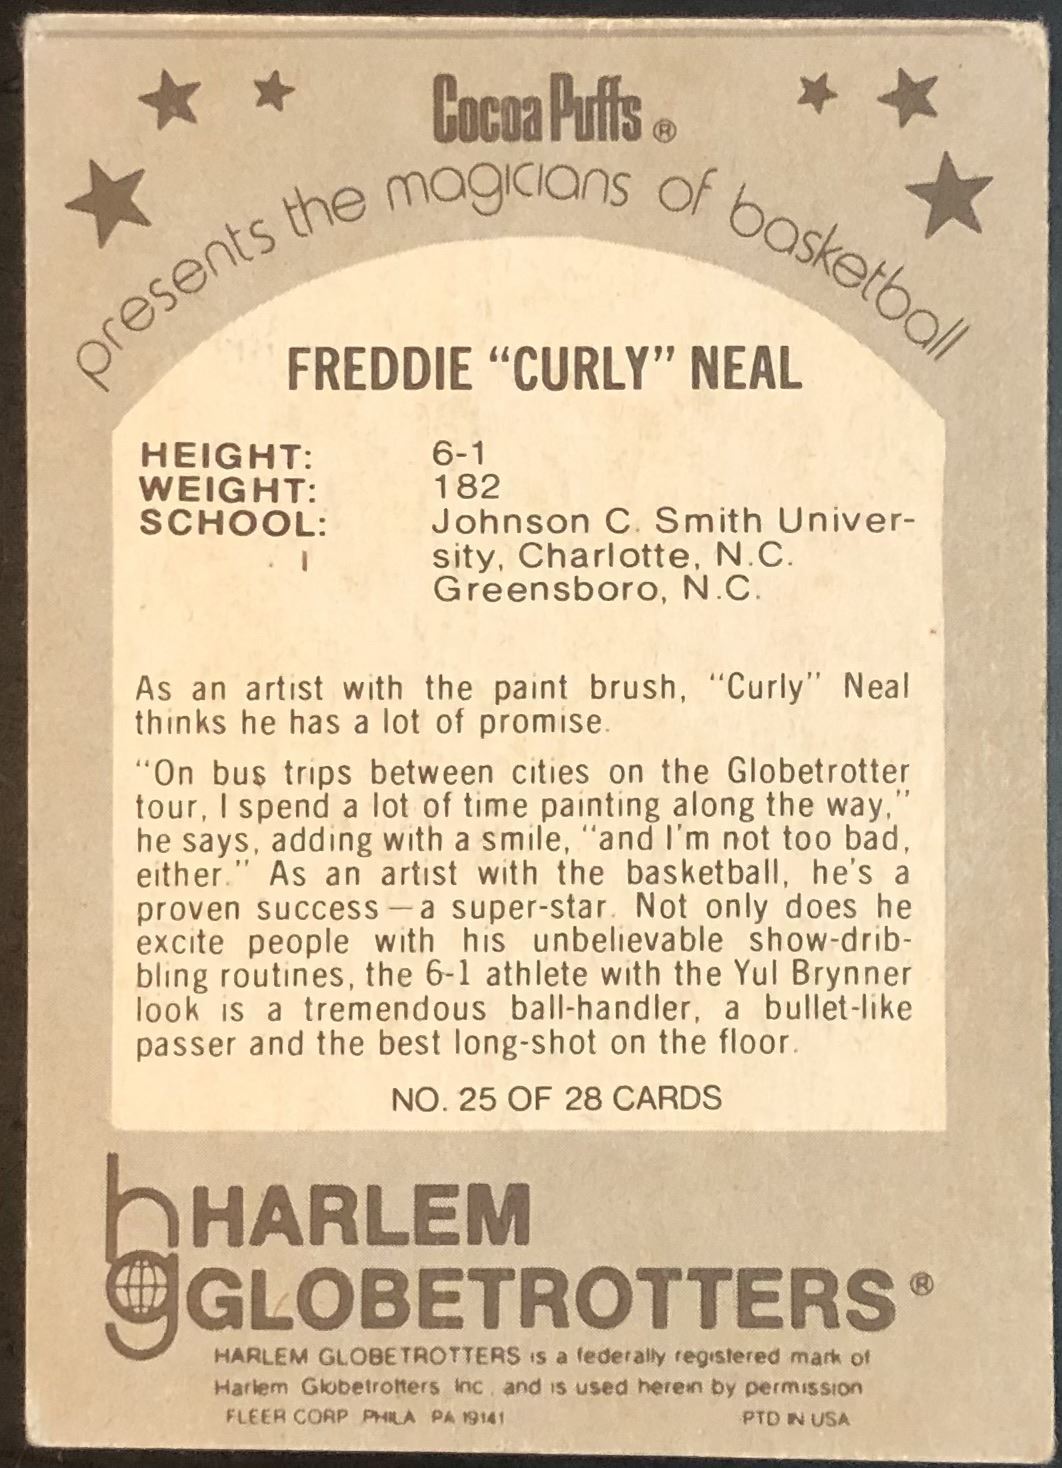 Cocoa Puffs ®
presents the magicians of basketball
FREDDIE “CURLY” NEAL
HEIGHT: 6-1
WEIGHT: 182
SCHOOL: Johnson C. Smith Univer-
sity, Charlotte, N.C.
Greensboro, N.C.
As an artist with the paint brush, “Curly” Neal
thinks he has a lot of promise.
“On bus trips between cities on the Globetrotter
tour, I spend a lot of time painting along the way,”
he says, adding with a smile, “and I’m not too bad,
either.” As an artist with the basketball, he’s a
proven success—a super-star. Not only does he
excite people with his unbelievable show-drib-
bling routines, the 6-1 athlete with the Yul Brynner
look is a tremendous ball-handler, a bullet-like
passer and the best long-shot on the floor.
NO. 25 OF 28 CARDS
hg HARLEM
GLOBETROTTERS ®
HARLEM GLOBETROTTERS is a federally registered mark of
Harlem Globetrotters, Inc., and is used herein by permission
FLEER CORP PHILA PA 19141 PTD IN USA